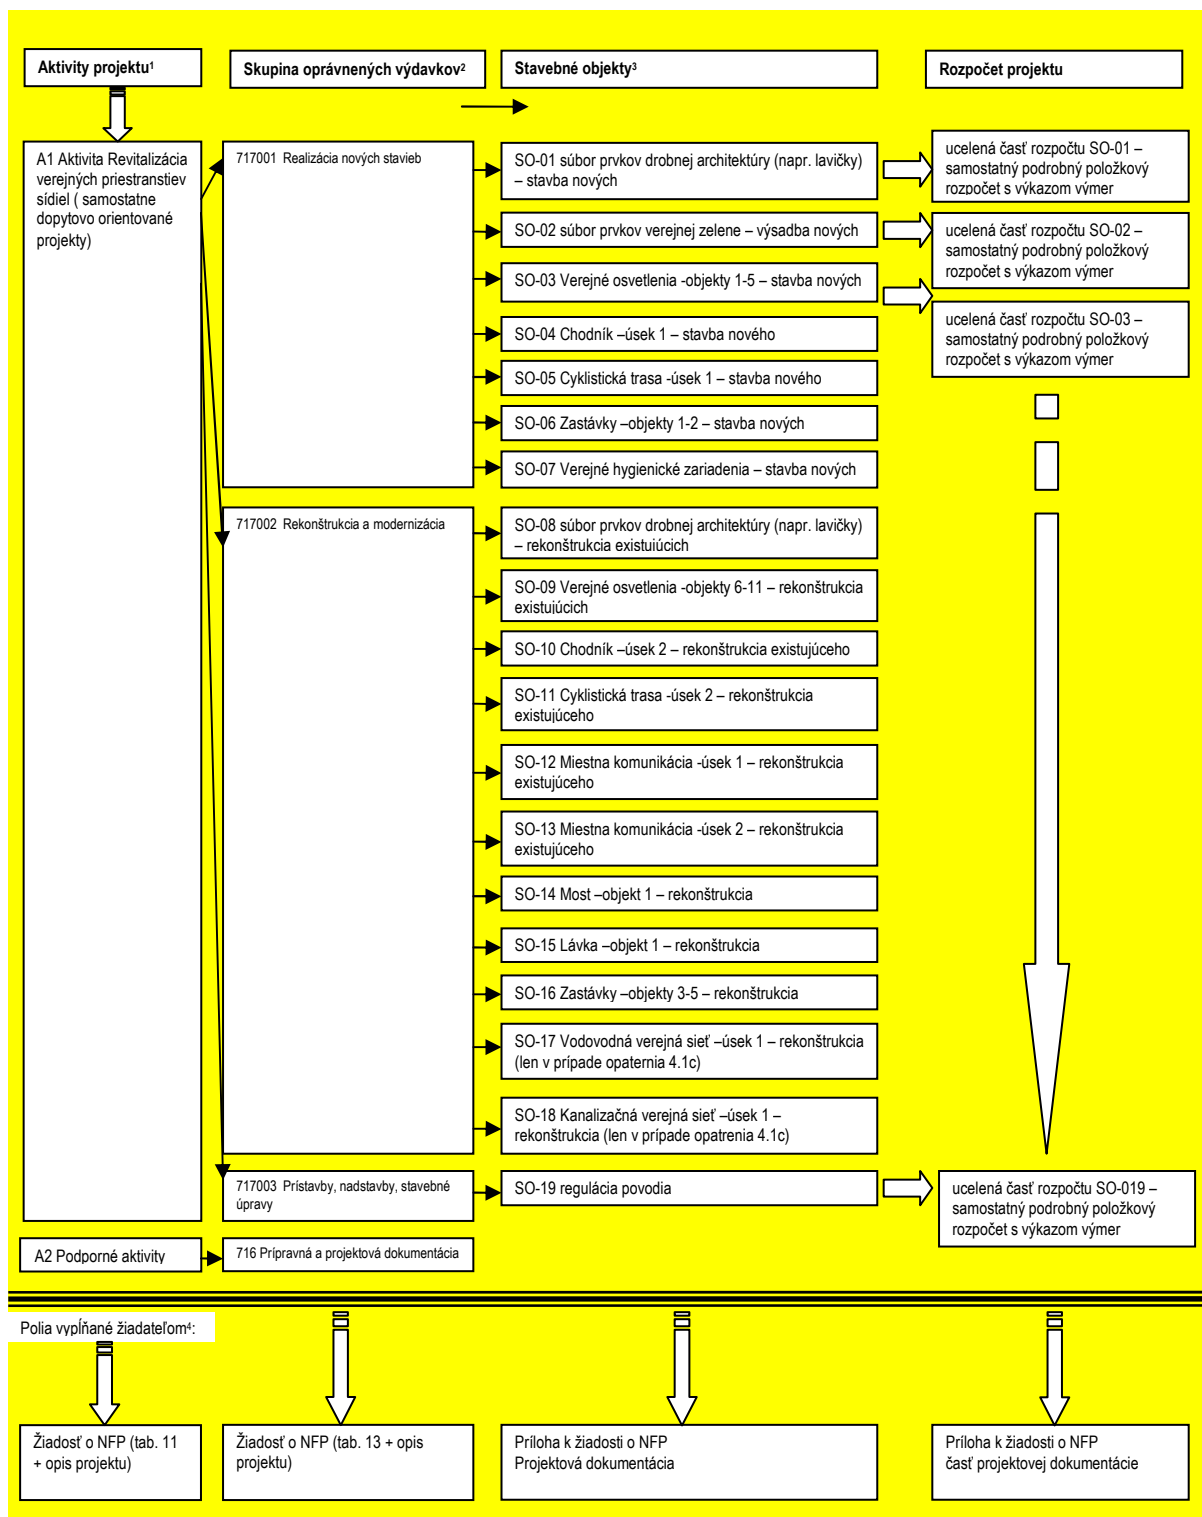 Aktivity projektu¹
Skupina oprávnených výdavkov²
Stavebné objekty³
Rozpočet projektu
A1 Aktivita Revitalizácia
verejných priestranstiev
sídiel ( samostatne
dopytovo orientované
projekty)
717001  Realizácia nových stavieb
SO-01 súbor prvkov drobnej architektúry (napr. lavičky)
– stavba nových
SO-02 súbor prvkov verejnej zelene – výsadba nových
SO-03 Verejné osvetlenia -objekty 1-5 – stavba nových
SO-04 Chodník –úsek 1 – stavba nového
SO-05 Cyklistická trasa -úsek 1 – stavba nového
SO-06 Zastávky –objekty 1-2 – stavba nových
SO-07 Verejné hygienické zariadenia – stavba nových
ucelená časť rozpočtu SO-01 –
samostatný podrobný položkový
rozpočet s výkazom výmer
ucelená časť rozpočtu SO-02 –
samostatný podrobný položkový
rozpočet s výkazom výmer
ucelená časť rozpočtu SO-03 –
samostatný podrobný položkový
rozpočet s výkazom výmer
717002  Rekonštrukcia a modernizácia
SO-08 súbor prvkov drobnej architektúry (napr. lavičky)
– rekonštrukcia existujúcich
SO-09 Verejné osvetlenia -objekty 6-11 – rekonštrukcia
existujúcich
SO-10 Chodník –úsek 2 – rekonštrukcia existujúceho
SO-11 Cyklistická trasa -úsek 2 – rekonštrukcia
existujúceho
SO-12 Miestna komunikácia -úsek 1 – rekonštrukcia
existujúceho
SO-13 Miestna komunikácia -úsek 2 – rekonštrukcia
existujúceho
SO-14 Most –objekt 1 – rekonštrukcia
SO-15 Lávka –objekt 1 – rekonštrukcia
SO-16 Zastávky –objekty 3-5 – rekonštrukcia
SO-17 Vodovodná verejná sieť –úsek 1 – rekonštrukcia
(len v prípade opaternia 4.1c)
SO-18 Kanalizačná verejná sieť –úsek 1 –
rekonštrukcia (len v prípade opatrenia 4.1c)
717003  Prístavby, nadstavby, stavebné
úpravy
SO-19 regulácia povodia
ucelená časť rozpočtu SO-019 –
samostatný podrobný položkový
rozpočet s výkazom výmer
A2 Podporné aktivity
716 Prípravná a projektová dokumentácia
Polia vypĺňané žiadateľom⁴:
Žiadosť o NFP (tab. 11
+ opis projektu)
Žiadosť o NFP (tab. 13 + opis
projektu)
Príloha k žiadosti o NFP
Projektová dokumentácia
Príloha k žiadosti o NFP
časť projektovej dokumentácie